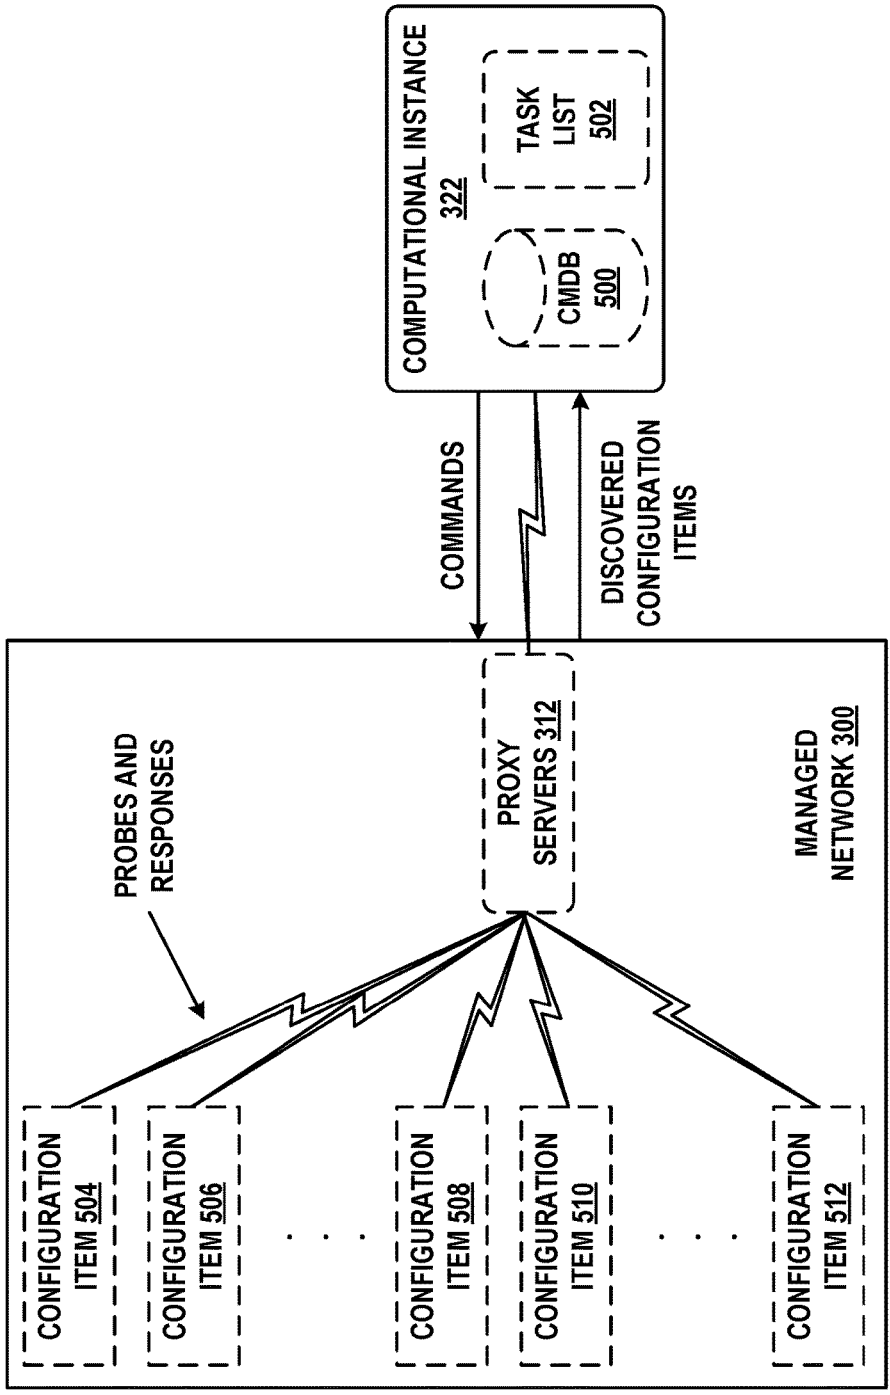 COMPUTATIONAL INSTANCE
322
CMDB
500
TASK
LIST
502
COMMANDS
DISCOVERED
CONFIGURATION
ITEMS
PROBES AND
RESPONSES
PROXY
SERVERS 312
MANAGED
NETWORK 300
CONFIGURATION
ITEM 504
CONFIGURATION
ITEM 506
. . .
CONFIGURATION
ITEM 508
CONFIGURATION
ITEM 510
. . .
CONFIGURATION
ITEM 512